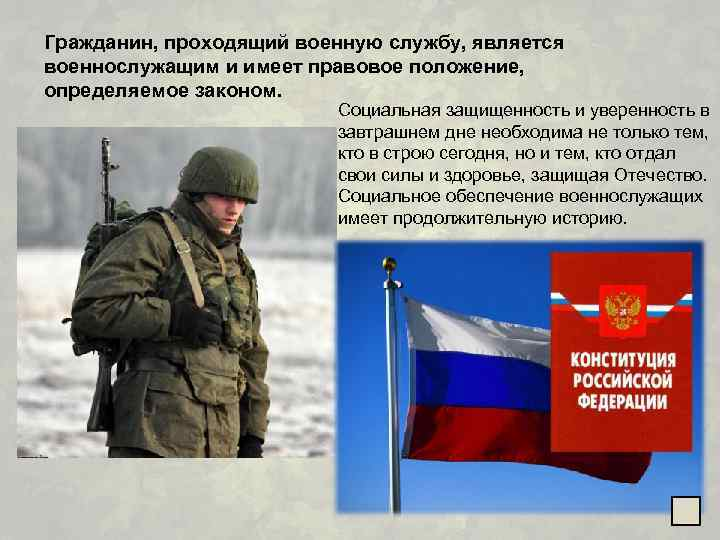 Гражданин, проходящий военную службу, является
военнослужащим и имеет правовое положение,
определяемое законом.
Социальная защищенность и уверенность в
завтрашнем дне необходима не только тем,
кто в строю сегодня, но и тем, кто отдал
свои силы и здоровье, защищая Отечество.
Социальное обеспечение военнослужащих
имеет продолжительную историю.
КОНСТИТУЦИЯ
РОССИЙСКОЙ
ФЕДЕРАЦИИ